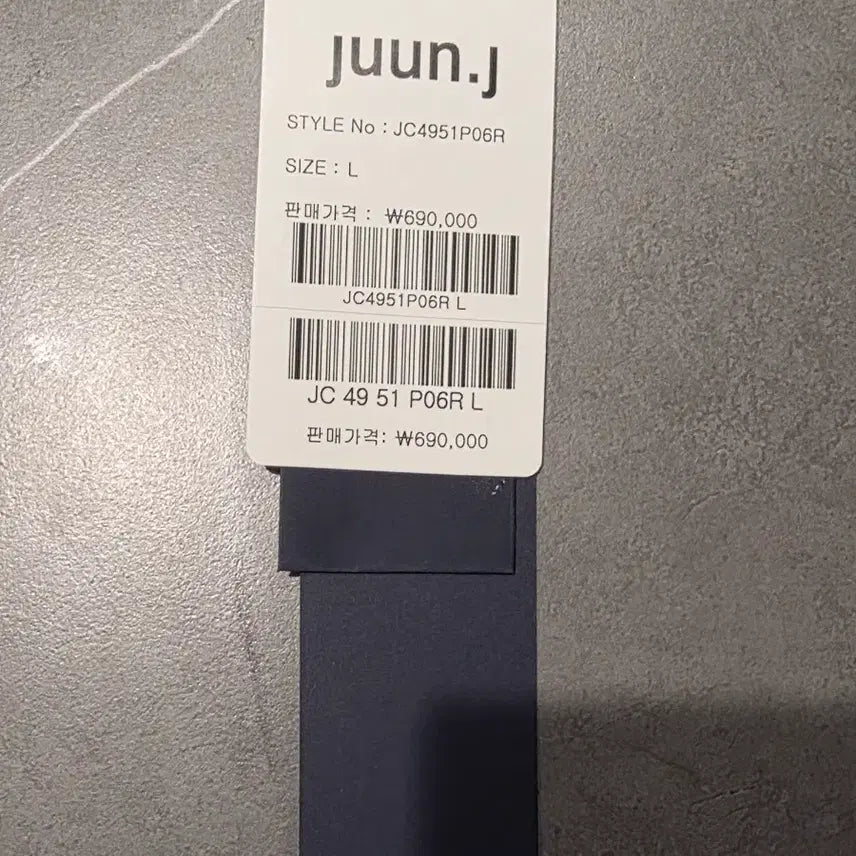 juun.j
STYLE No : JC4951P06R
SIZE : L
판매가격 : ₩690,000
JC4951P06R L
JC 49 51 P06R L
판매가격: ₩690,000